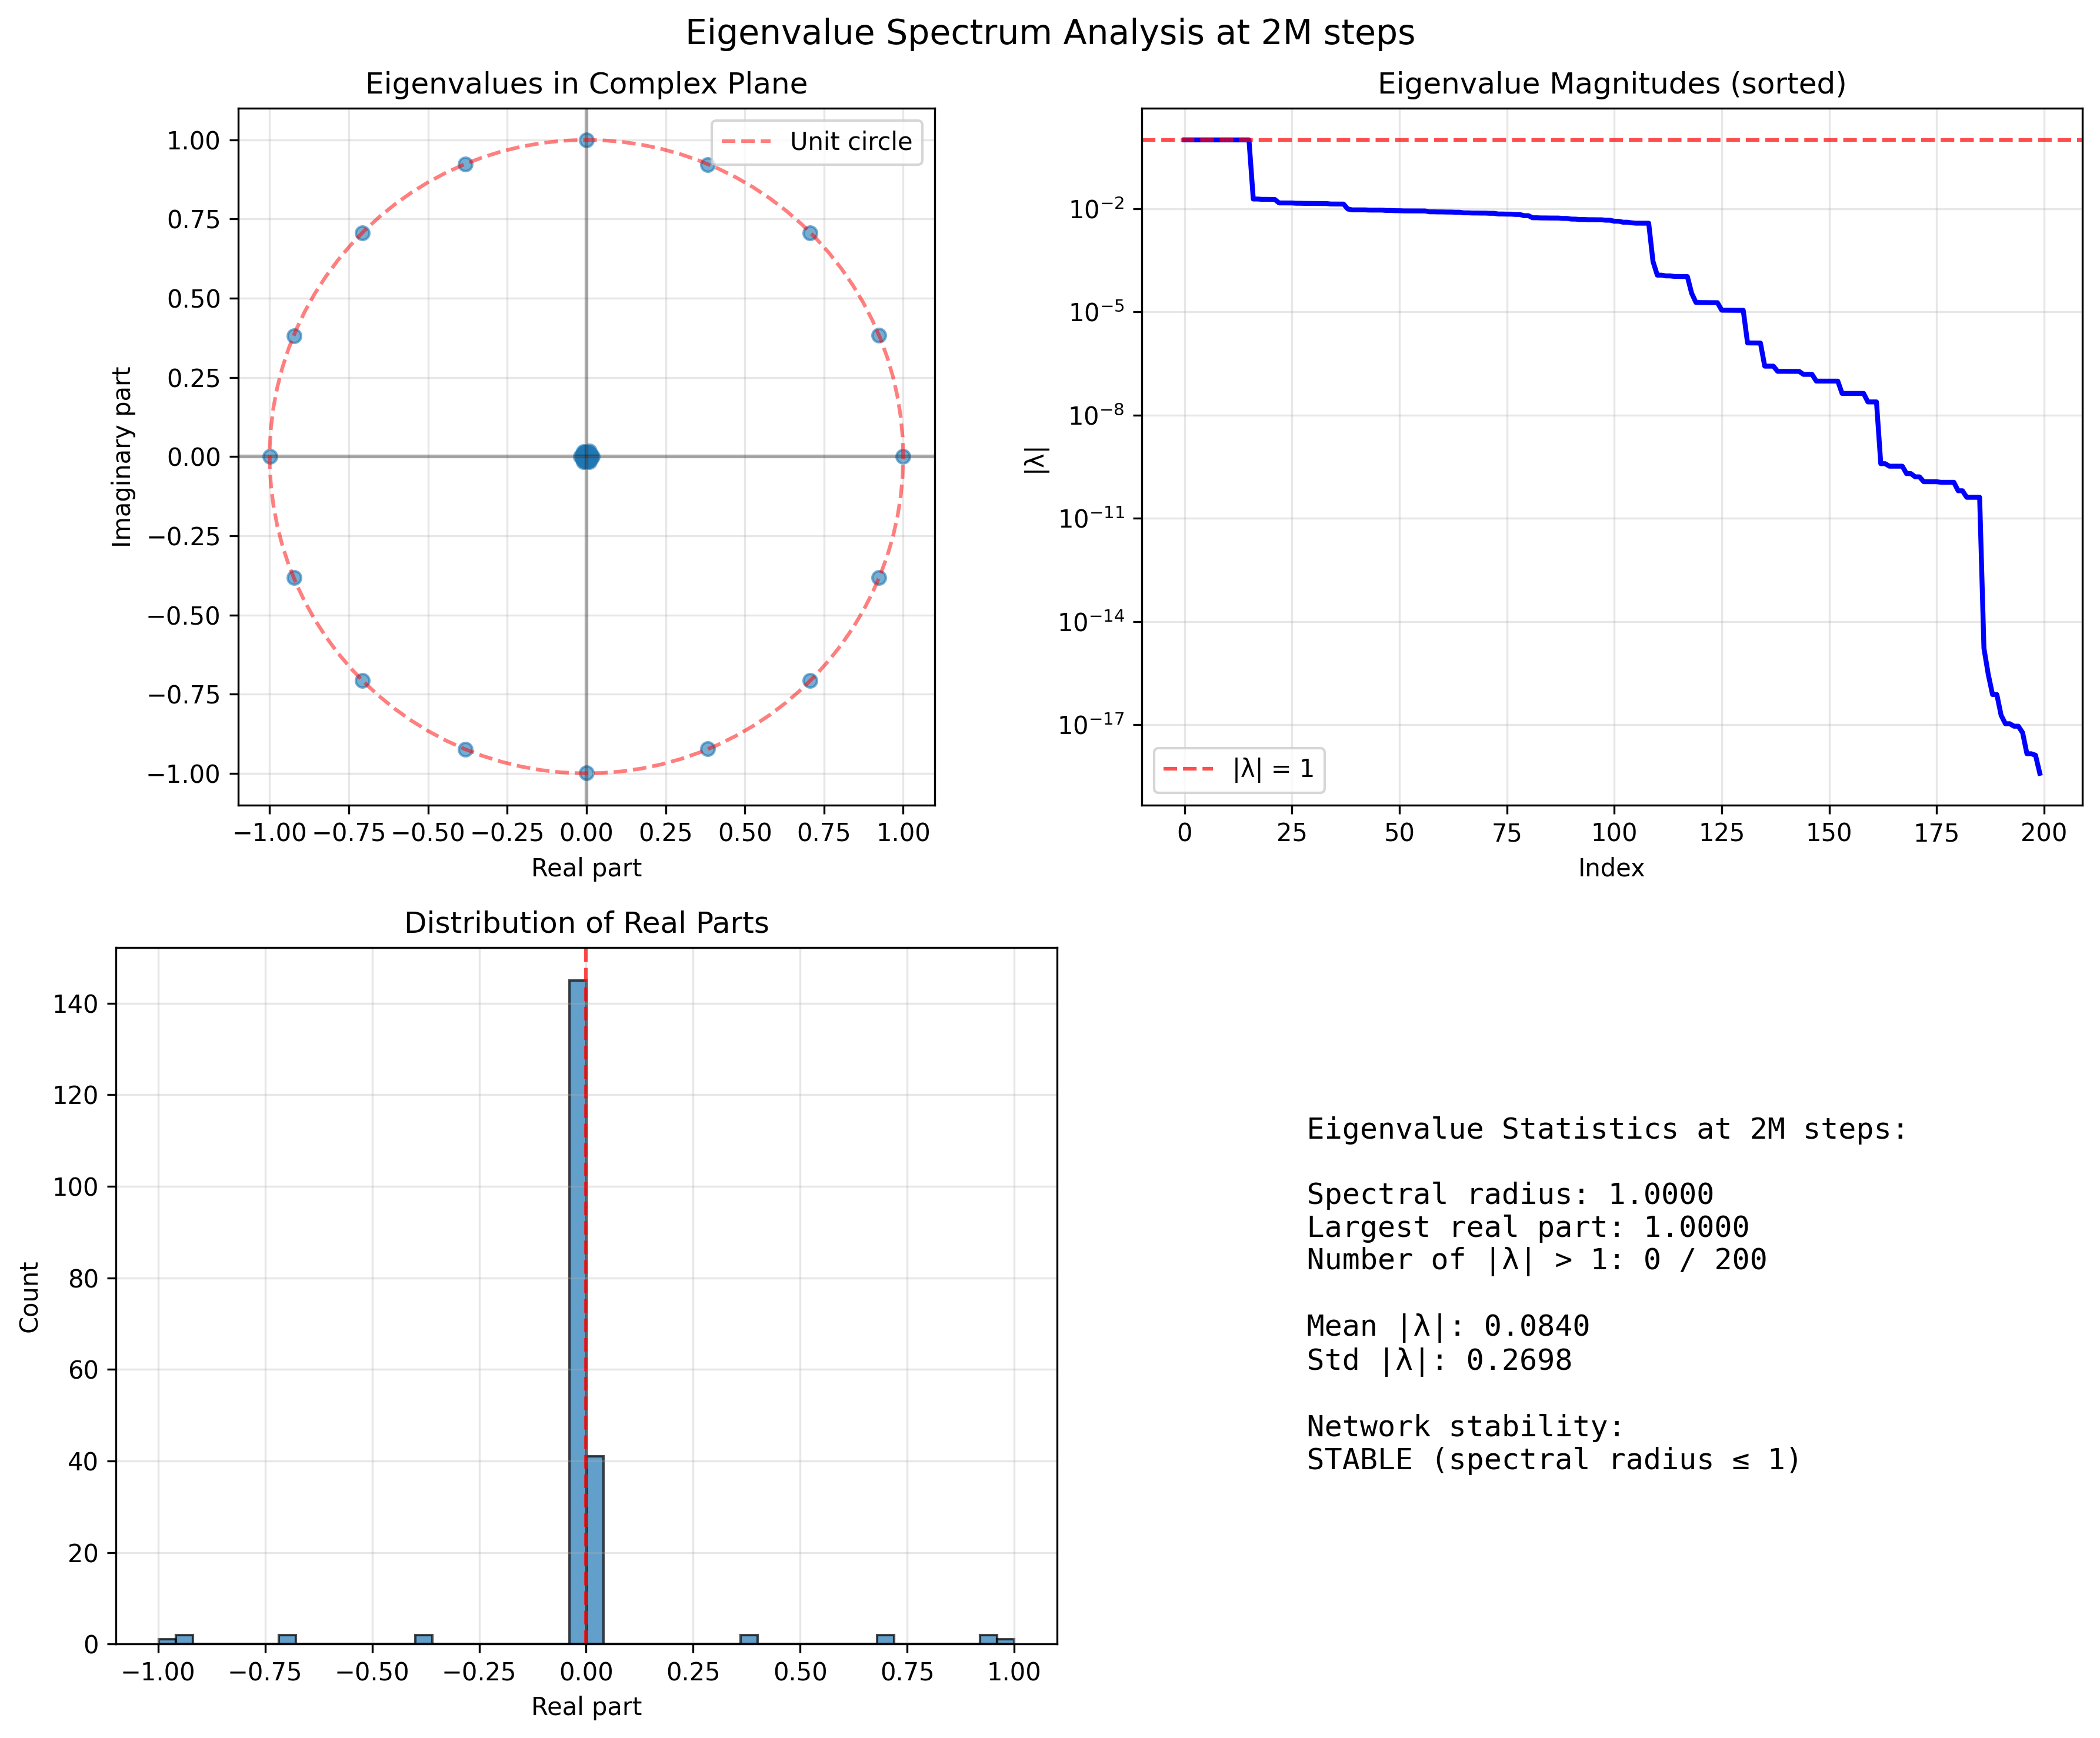 Eigenvalue Spectrum Analysis at 2M steps
Eigenvalues in Complex Plane
Unit circle
1.00
0.75
0.50
0.25
0.00
−0.25
−0.50
−0.75
−1.00
Imaginary part
−1.00 −0.75 −0.50 −0.25 0.00 0.25 0.50 0.75 1.00
Real part
Eigenvalue Magnitudes (sorted)
10⁻²
10⁻⁵
10⁻⁸
10⁻¹¹
10⁻¹⁴
10⁻¹⁷
|λ|
|λ| = 1
0 25 50 75 100 125 150 175 200
Index
Distribution of Real Parts
140
120
100
80
60
40
20
0
Count
−1.00 −0.75 −0.50 −0.25 0.00 0.25 0.50 0.75 1.00
Real part
Eigenvalue Statistics at 2M steps:
Spectral radius: 1.0000
Largest real part: 1.0000
Number of |λ| > 1: 0 / 200
Mean |λ|: 0.0840
Std |λ|: 0.2698
Network stability:
STABLE (spectral radius ≤ 1)